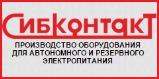 Сибконтакт
ПРОИЗВОДСТВО ОБОРУДОВАНИЯ
ДЛЯ АВТОНОМНОГО И РЕЗЕРВНОГО
ЭЛЕКТРОПИТАНИЯ